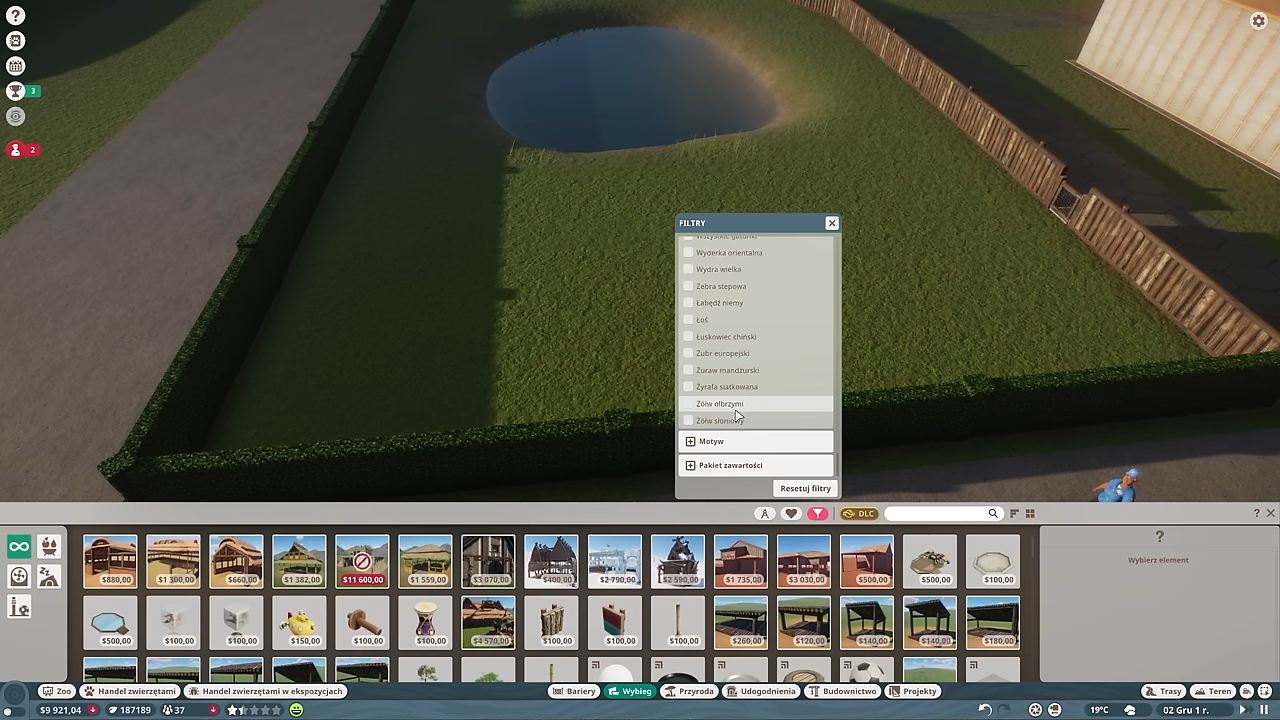 ?
3
2
FILTRY
Wszystkie gatunki
Wyderka orientalna
Wydra wielka
Zebra stepowa
Łabędź niemy
Łoś
Łuskowiec chiński
Żubr europejski
Żuraw mandżurski
Żyrafa siatkowana
Żółw olbrzymi
Żółw słoniowy
Motyw
Pakiet zawartości
Resetuj filtry
DLC
?
$880,00 $1 300,00 $660,00 $1 382,00 $11 600,00 $1 559,00 $3 070,00 $400,00 $2 790,00 $2 590,00 $1 735,00 $3 030,00 $500,00 $500,00 $100,00
?
Wybierz element
$500,00 $100,00 $100,00 $150,00 $100,00 $100,00 $4 570,00 $100,00 $100,00 $100,00 $260,00 $120,00 $140,00 $140,00 $180,00
Zoo Handel zwierzętami Handel zwierzętami w ekspozycjach Bariery Wybieg Przyroda Udogodnienia Budownictwo Projekty Trasy Teren
$9 921,04 187189 37 19°C 02 Gru 1 r.